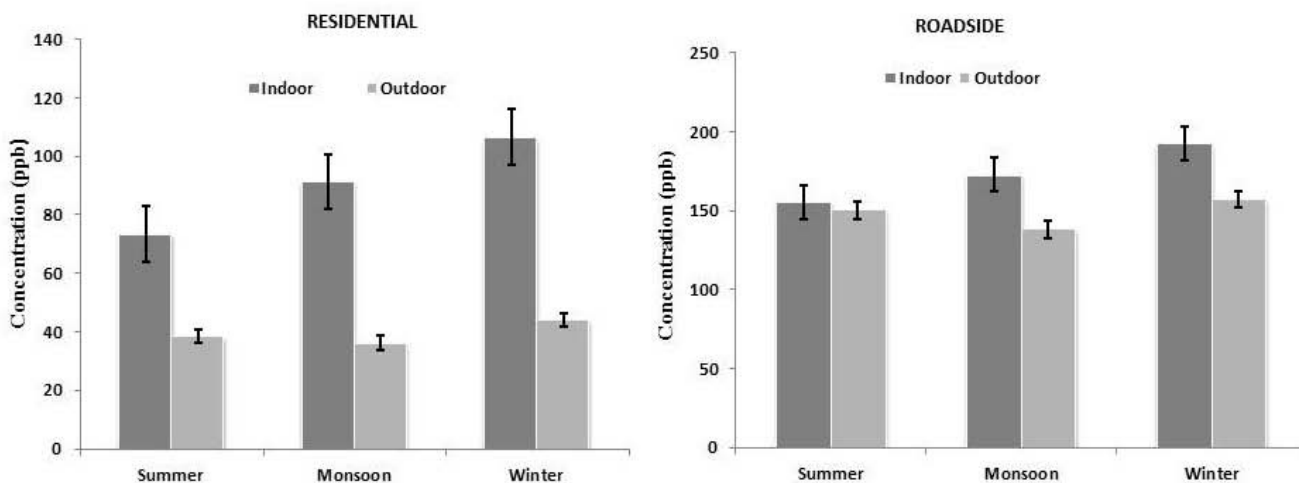 RESIDENTIAL
Indoor Outdoor
Concentration (ppb)
140
120
100
80
60
40
20
0
Summer Monsoon Winter
ROADSIDE
Indoor Outdoor
Concentration (ppb)
250
200
150
100
50
0
Summer Monsoon Winter